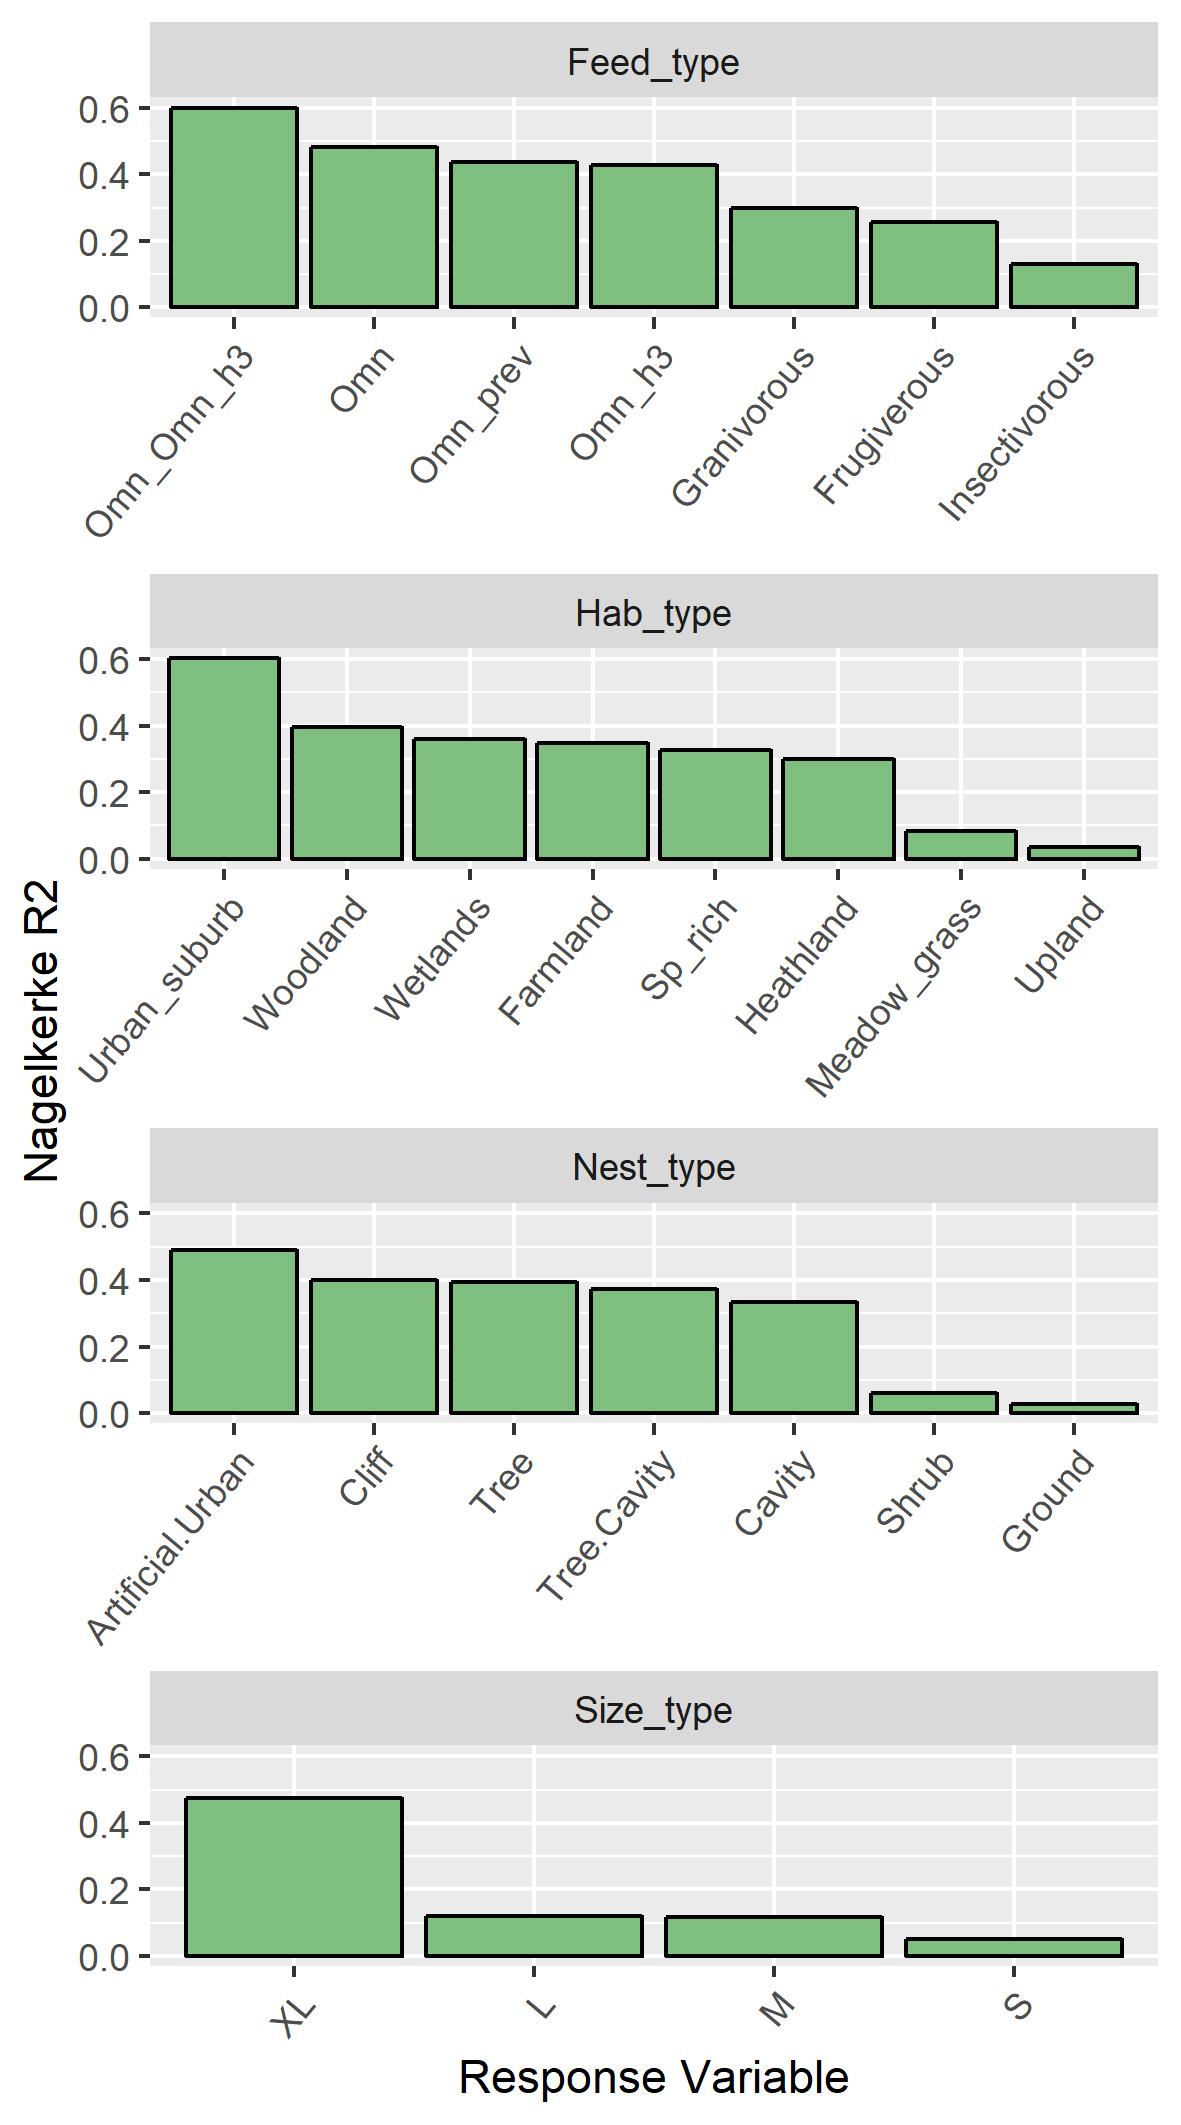 Feed_type
0.6
0.4
0.2
0.0
Omn_Omn_h3
Omn
Omn_prev
Omn_h3
Granivorous
Frugiverous
Insectivorous
Hab_type
0.6
0.4
0.2
0.0
Urban_suburb
Woodland
Wetlands
Farmland
Sp_rich
Heathland
Meadow_grass
Upland
Nagelkerke R2
Nest_type
0.6
0.4
0.2
0.0
Artificial.Urban
Cliff
Tree
Tree.Cavity
Cavity
Shrub
Ground
Size_type
0.6
0.4
0.2
0.0
XL
L
M
S
Response Variable